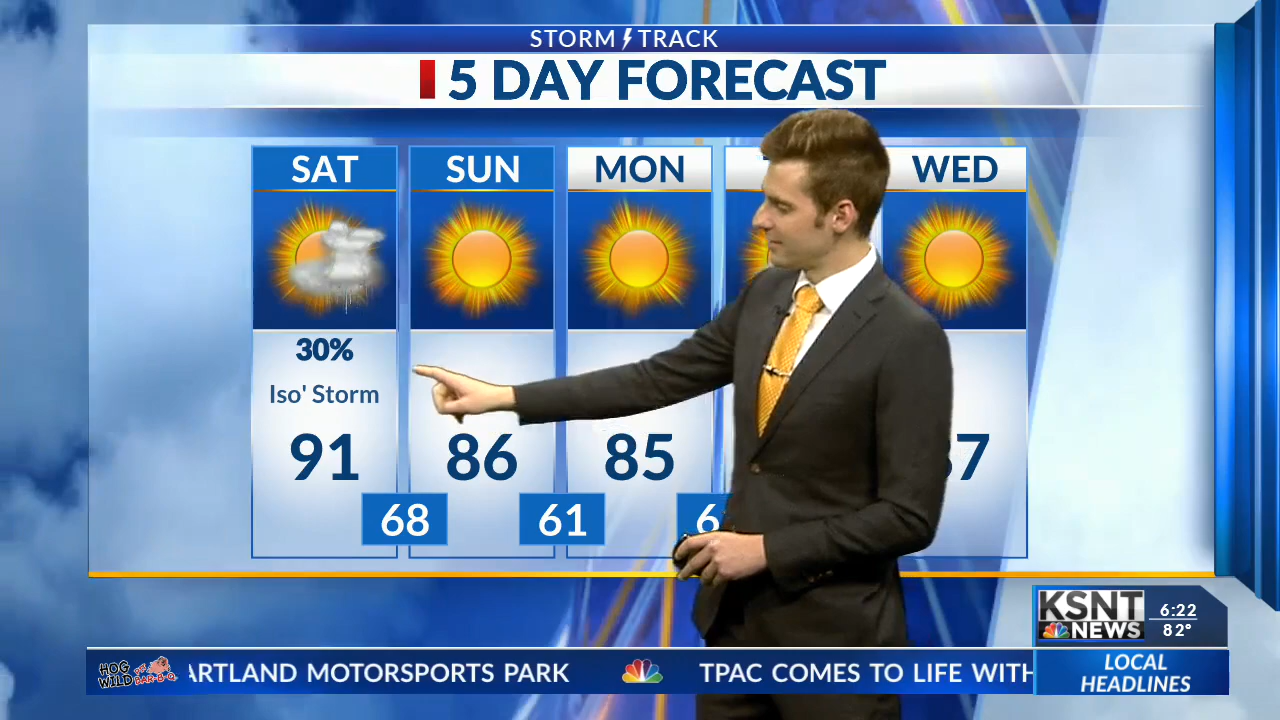 STORM TRACK
5 DAY FORECAST
SAT SUN MON WED
30%
Iso' Storm
91 86 85
68 61
KSNT
NEWS
6:22
82°
HOG
WILD
BAR-B-Q
ARTLAND MOTORSPORTS PARK TPAC COMES TO LIFE WITH
LOCAL
HEADLINES